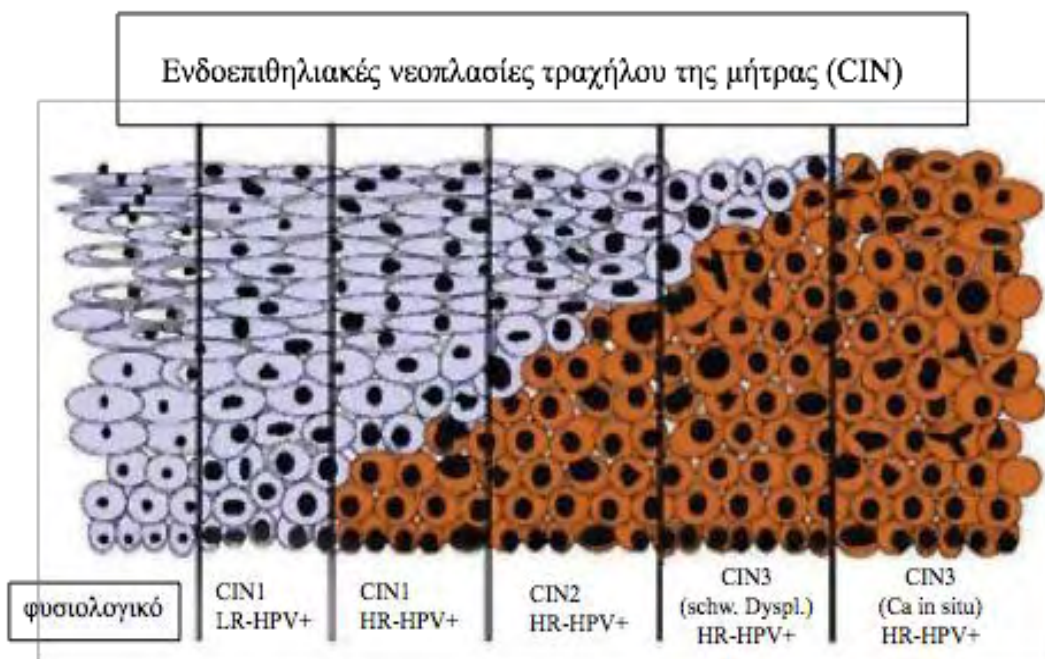 Ενδοεπιθηλιακές νεοπλασίες τραχήλου της μήτρας (CIN)
φυσιολογικό
CIN1
LR-HPV+
CIN1
HR-HPV+
CIN2
HR-HPV+
CIN3
(schw. Dyspl.)
HR-HPV+
CIN3
(Ca in situ)
HR-HPV+